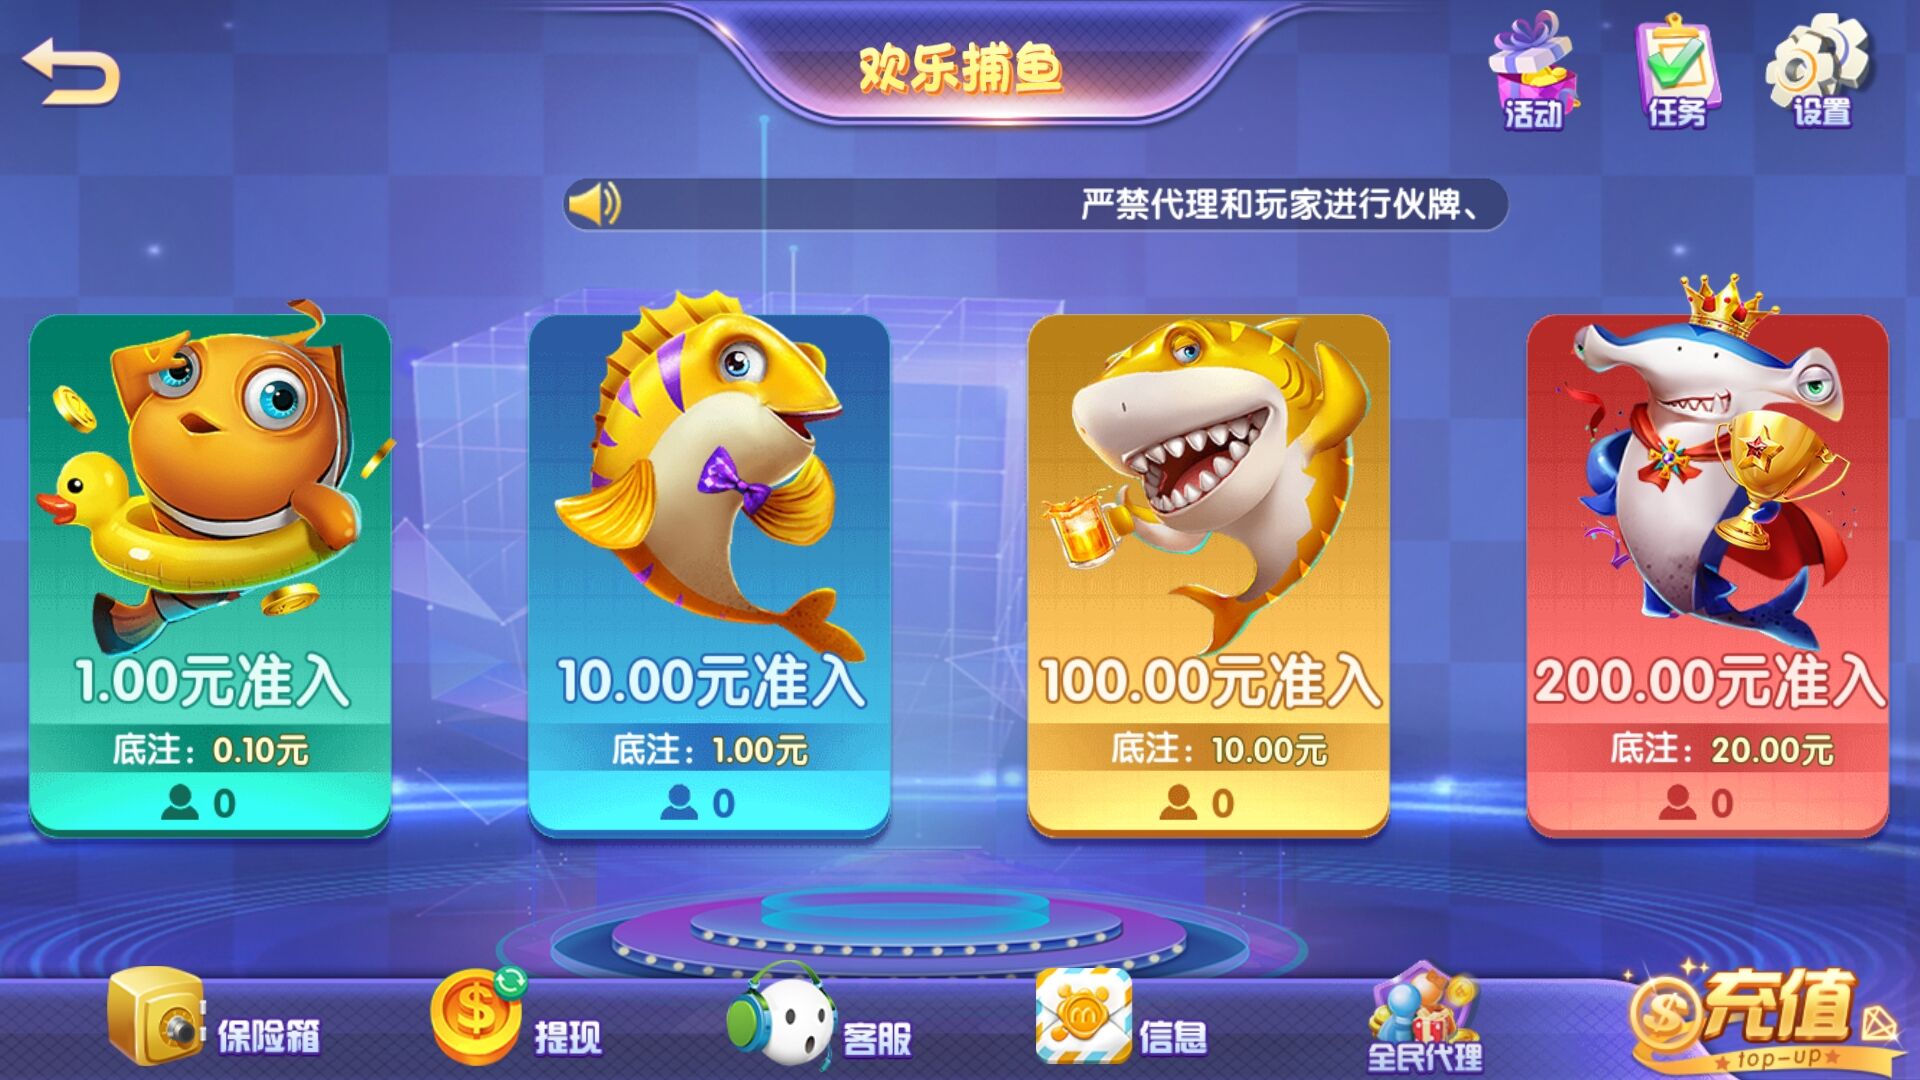 欢乐捕鱼
活动
任务
设置
严禁代理和玩家进行伙牌、
1.00元准入
底注：0.10元
0
10.00元准入
底注：1.00元
0
100.00元准入
底注：10.00元
0
200.00元准入
底注：20.00元
0
保险箱
提现
客服
信息
全民代理
充值
top-up